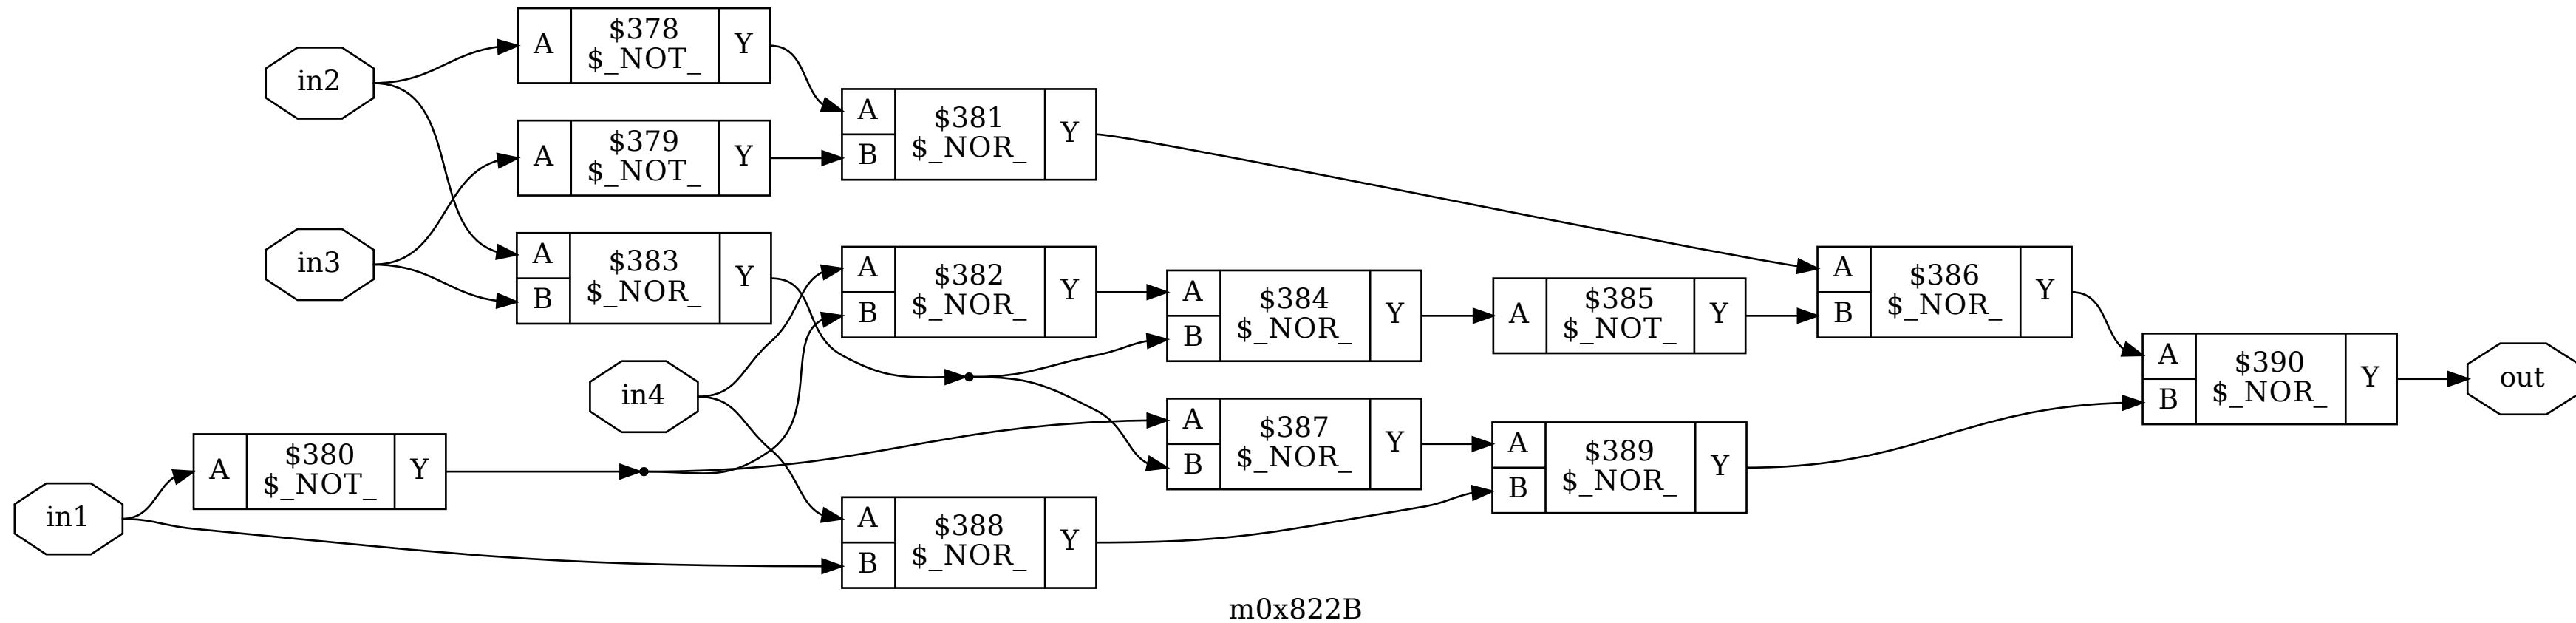 in2
in3
in4
in1
A $378 $_NOT_ Y
A $379 $_NOT_ Y
A B $383 $_NOR_ Y
A $380 $_NOT_ Y
A B $381 $_NOR_ Y
A B $382 $_NOR_ Y
A B $388 $_NOR_ Y
A B $384 $_NOR_ Y
A B $387 $_NOR_ Y
A $385 $_NOT_ Y
A B $389 $_NOR_ Y
A B $386 $_NOR_ Y
A B $390 $_NOR_ Y
out
m0x822B